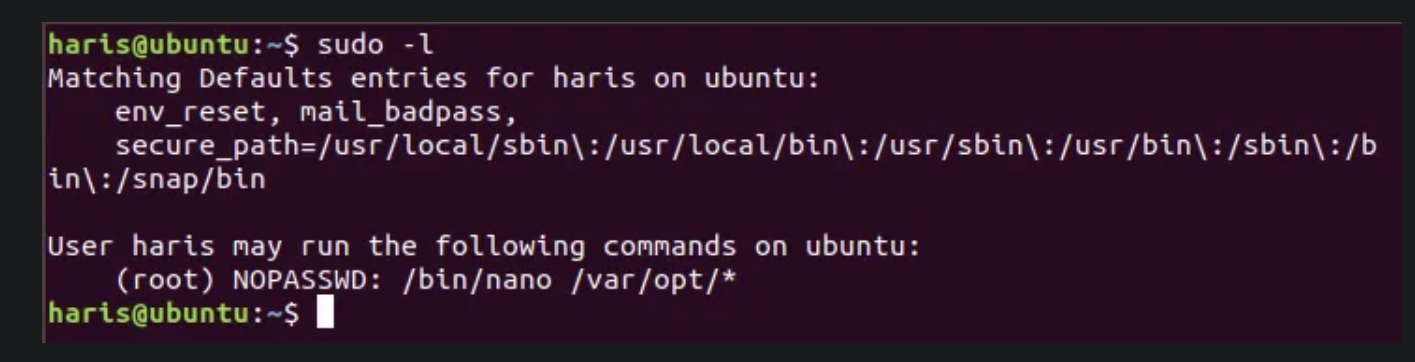 haris@ubuntu:~$ sudo -l
Matching Defaults entries for haris on ubuntu:
    env_reset, mail_badpass,
    secure_path=/usr/local/sbin\:/usr/local/bin\:/usr/sbin\:/usr/bin\:/sbin\:/b
in\:/snap/bin

User haris may run the following commands on ubuntu:
    (root) NOPASSWD: /bin/nano /var/opt/*
haris@ubuntu:~$